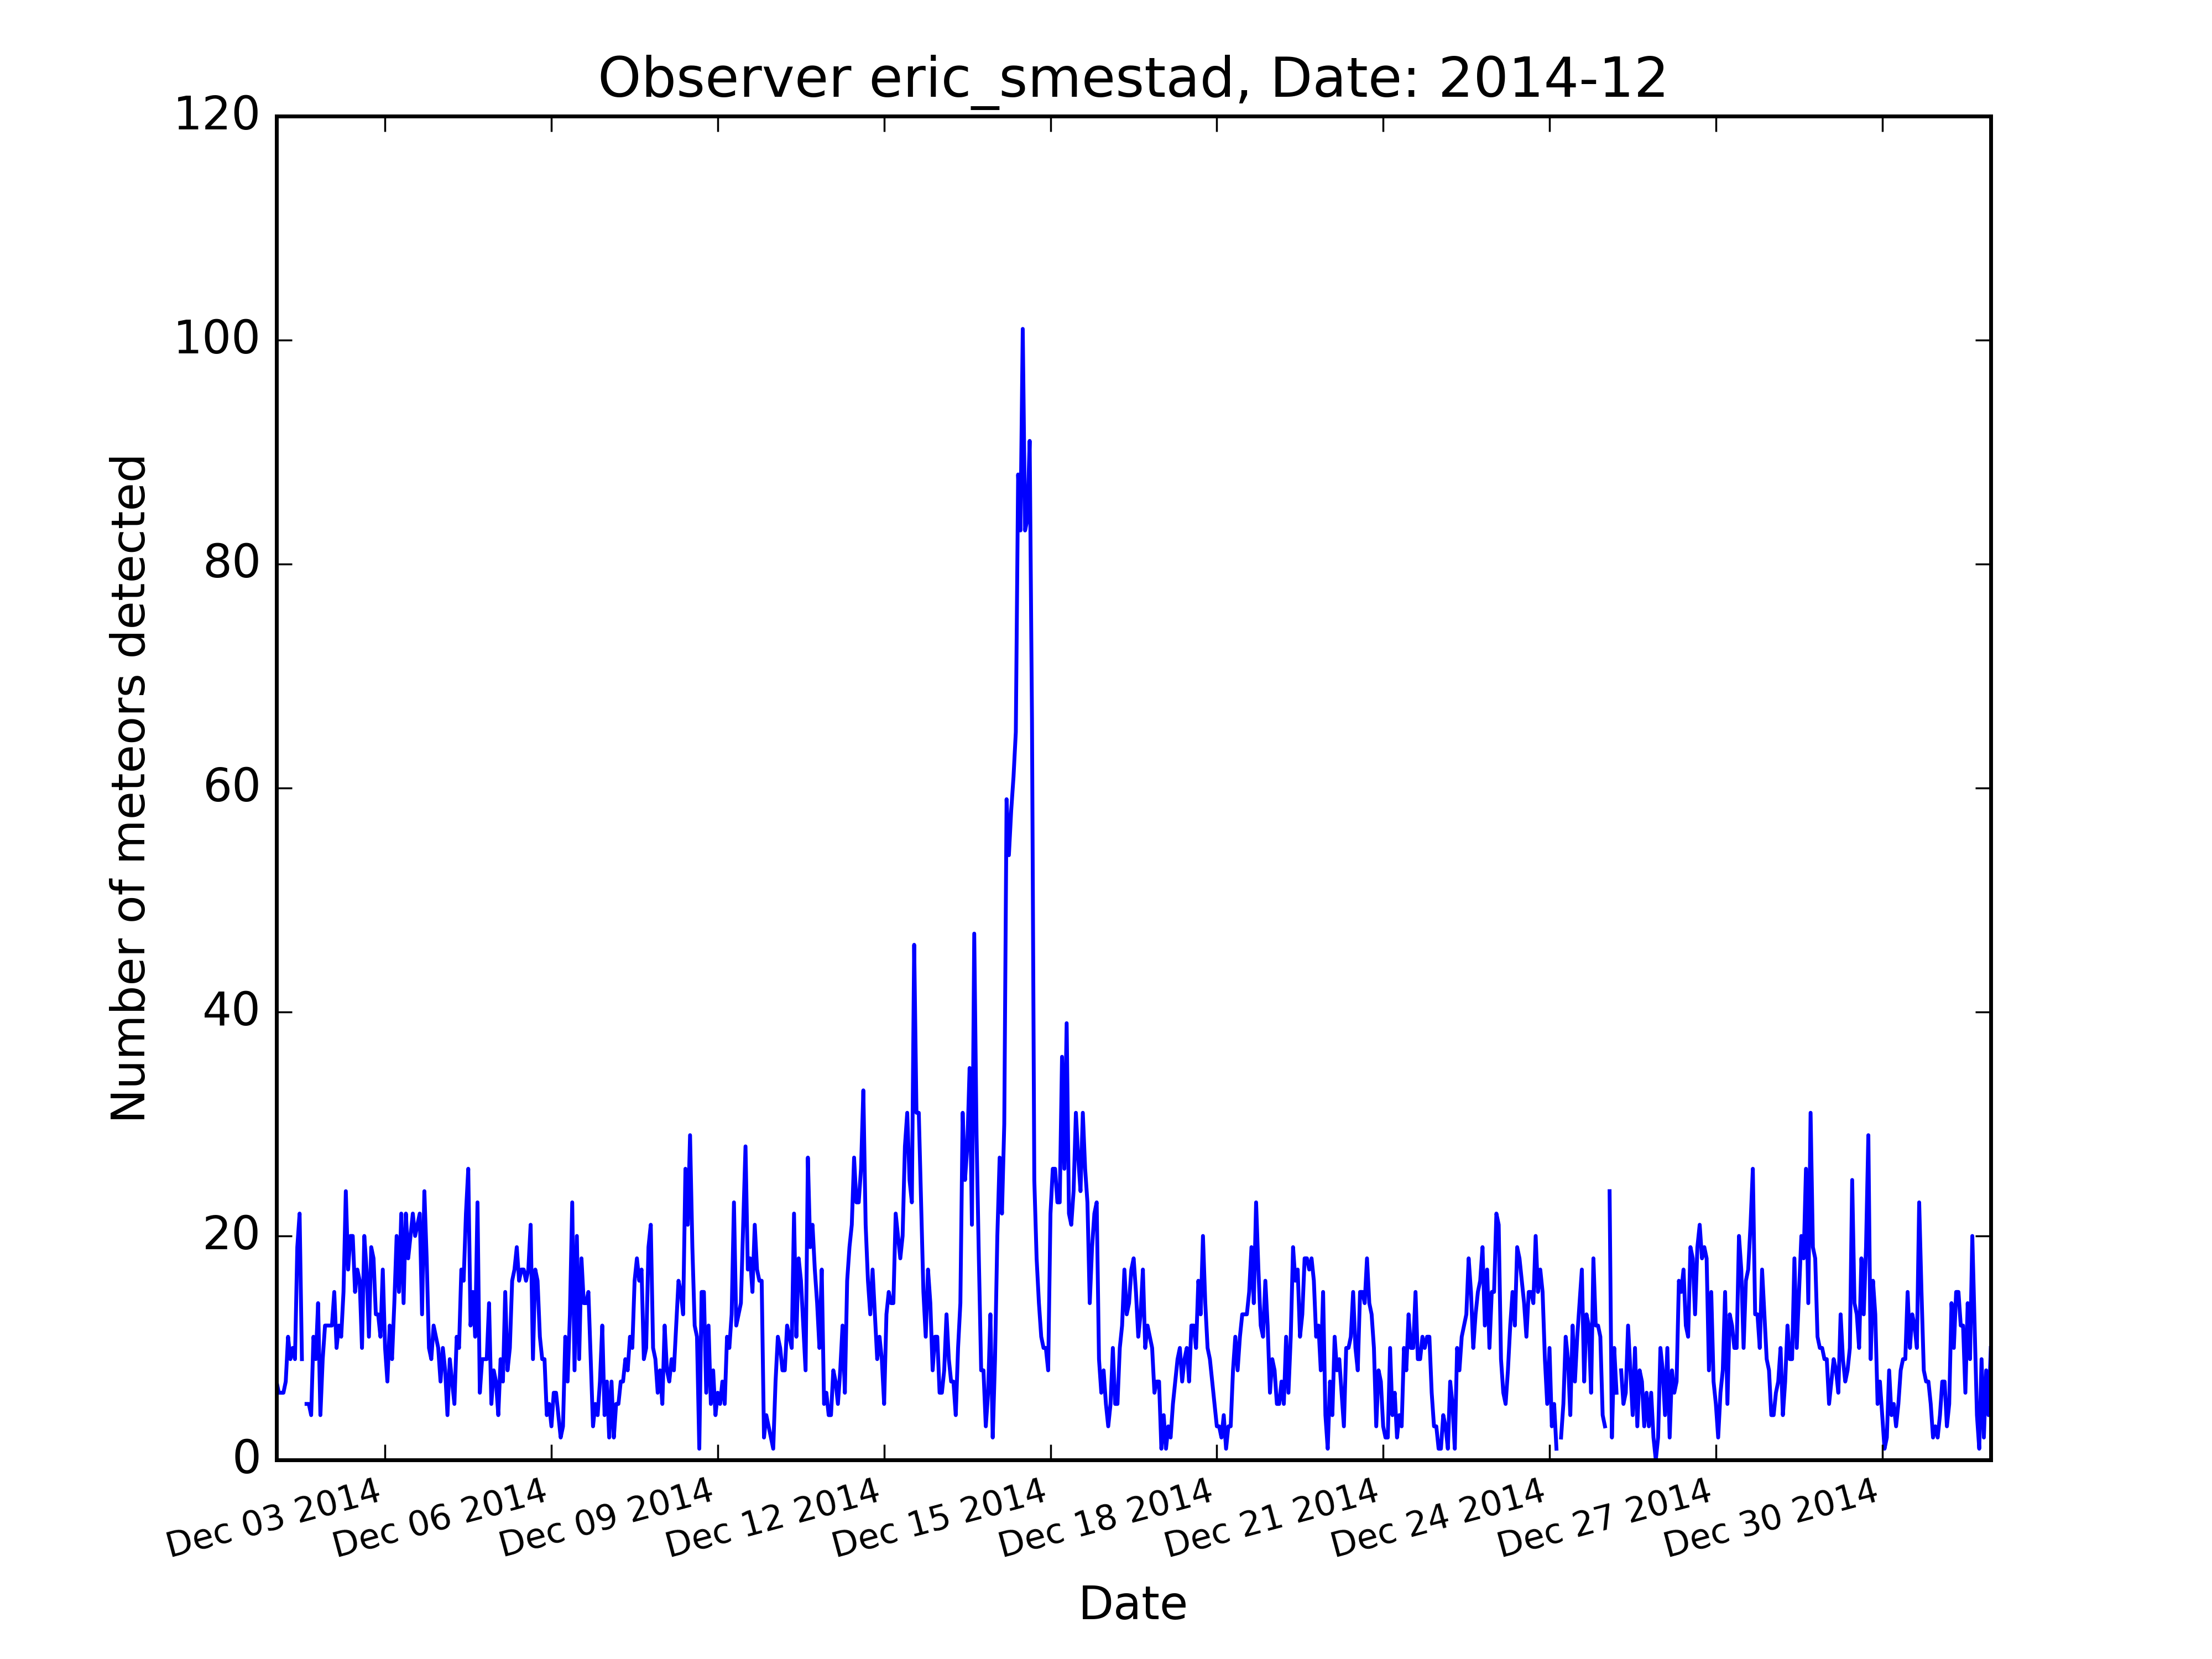 Observer eric_smestad, Date: 2014-12
120
100
80
60
40
20
0
Number of meteors detected
Dec 03 2014
Dec 06 2014
Dec 09 2014
Dec 12 2014
Dec 15 2014
Dec 18 2014
Dec 21 2014
Dec 24 2014
Dec 27 2014
Dec 30 2014
Date